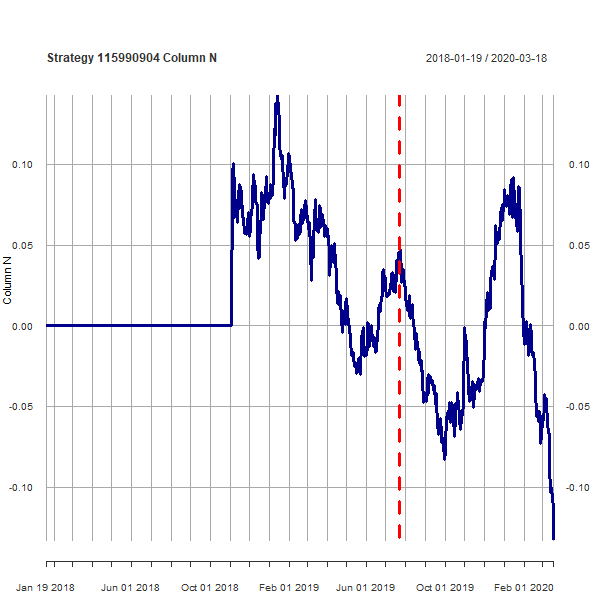 Strategy 115990904 Column N
2018-01-19 / 2020-03-18
0.10
0.05
0.00
-0.05
-0.10
Column N
0.10
0.05
0.00
-0.05
-0.10
Jan 19 2018
Jun 01 2018
Oct 01 2018
Feb 01 2019
Jun 01 2019
Oct 01 2019
Feb 01 2020